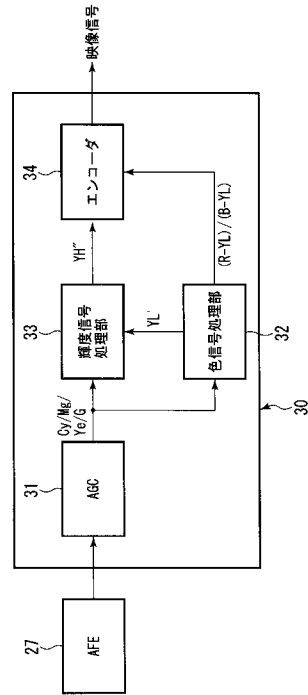 27
AFE
31
AGC
Cy/Mg/
Ye/G
33
輝度信号
処理部
YH"
34
エンコーダ
映像信号
YL'
色信号処理部
32
(R-YL)/(B-YL)
30